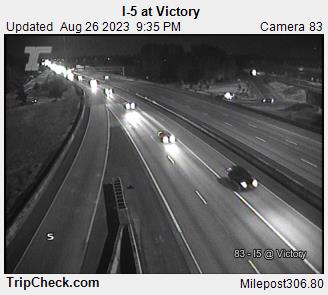 I-5 at Victory
Updated Aug 26 2023 9:35 PM Camera 83
S
83 - I5 @ Victory
TripCheck.com Milepost306.80